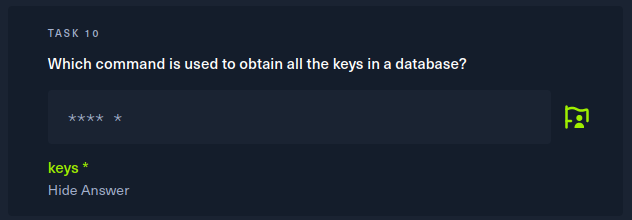 TASK 10
Which command is used to obtain all the keys in a database?
**** *
keys *
Hide Answer